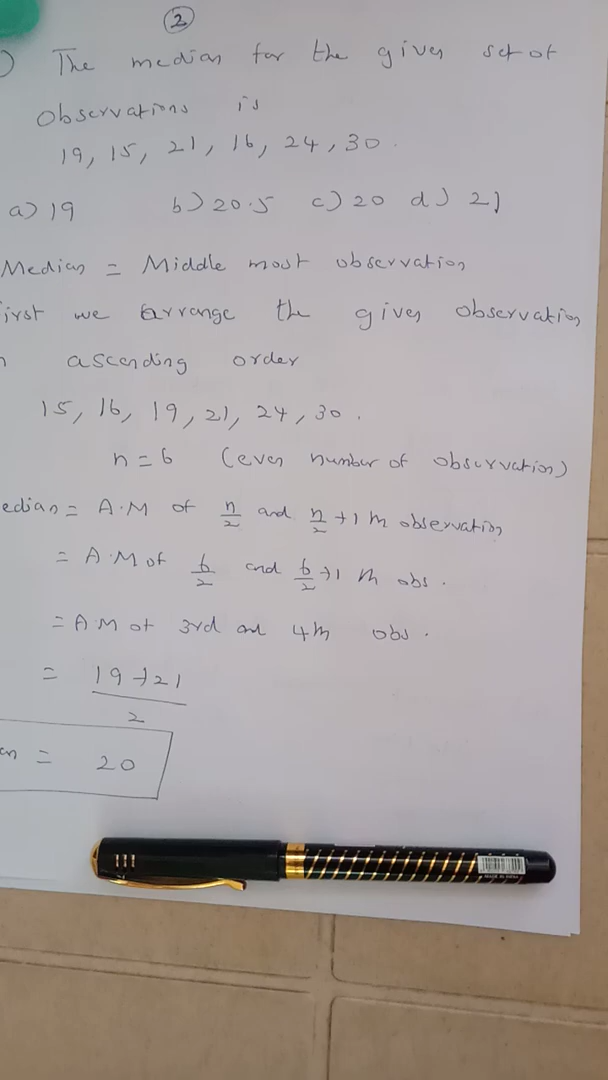 2
) The median for the given set of
observations is
19, 15, 21, 16, 24, 30.
a) 19 b) 20.5 c) 20 d) 21
Median = Middle most observation
irst we arrange the given observation
n ascending order
15, 16, 19, 21, 24, 30.
n = 6 (even number of observation)
edian = A.M of n/2 and n/2 + 1 th observation
= A.M of 6/2 and 6/2 + 1 th obs.
= A.M of 3rd and 4th obs.
= 19 + 21
2
an = 20